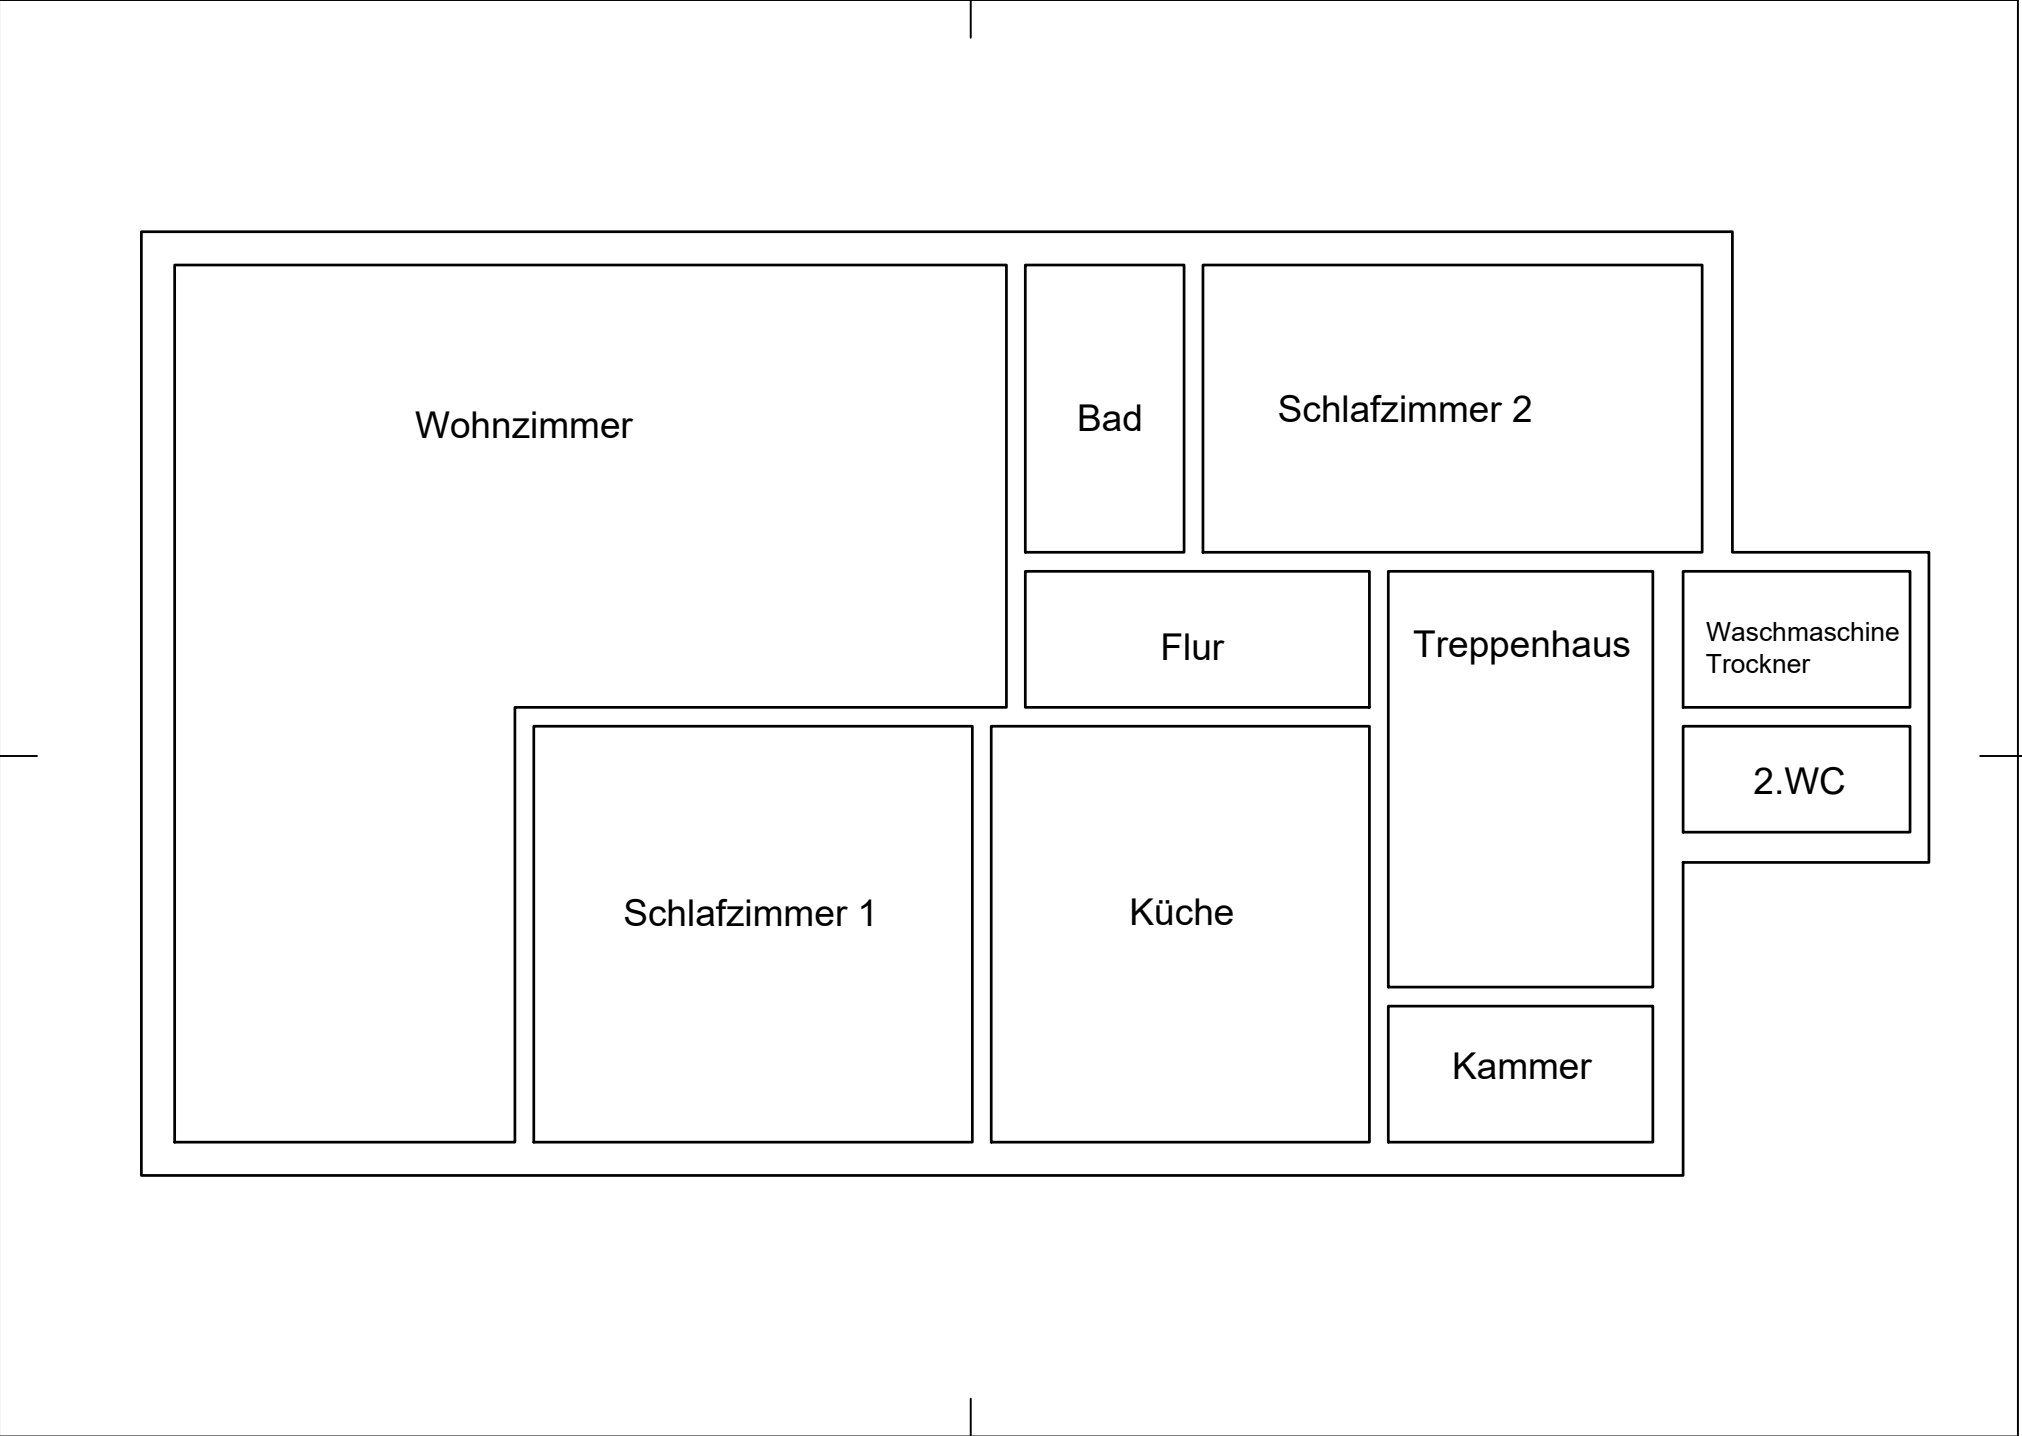 Wohnzimmer
Bad
Schlafzimmer 2
Flur
Treppenhaus
Waschmaschine
Trockner
2.WC
Schlafzimmer 1
Küche
Kammer